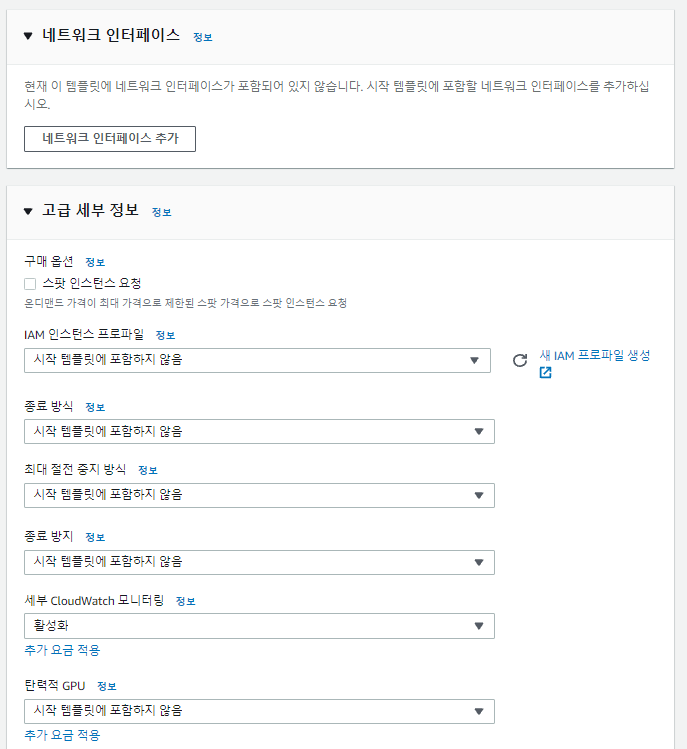 네트워크 인터페이스 정보
현재 이 템플릿에 네트워크 인터페이스가 포함되어 있지 않습니다. 시작 템플릿에 포함할 네트워크 인터페이스를 추가하십
시오.
네트워크 인터페이스 추가
고급 세부 정보 정보
구매 옵션 정보
스팟 인스턴스 요청
온디맨드 가격이 최대 가격으로 제한된 스팟 가격으로 스팟 인스턴스 요청
IAM 인스턴스 프로파일 정보
시작 템플릿에 포함하지 않음
새 IAM 프로파일 생성
종료 방식 정보
시작 템플릿에 포함하지 않음
최대 절전 중지 방식 정보
시작 템플릿에 포함하지 않음
종료 방지 정보
시작 템플릿에 포함하지 않음
세부 CloudWatch 모니터링 정보
활성화
추가 요금 적용
탄력적 GPU 정보
시작 템플릿에 포함하지 않음
추가 요금 적용